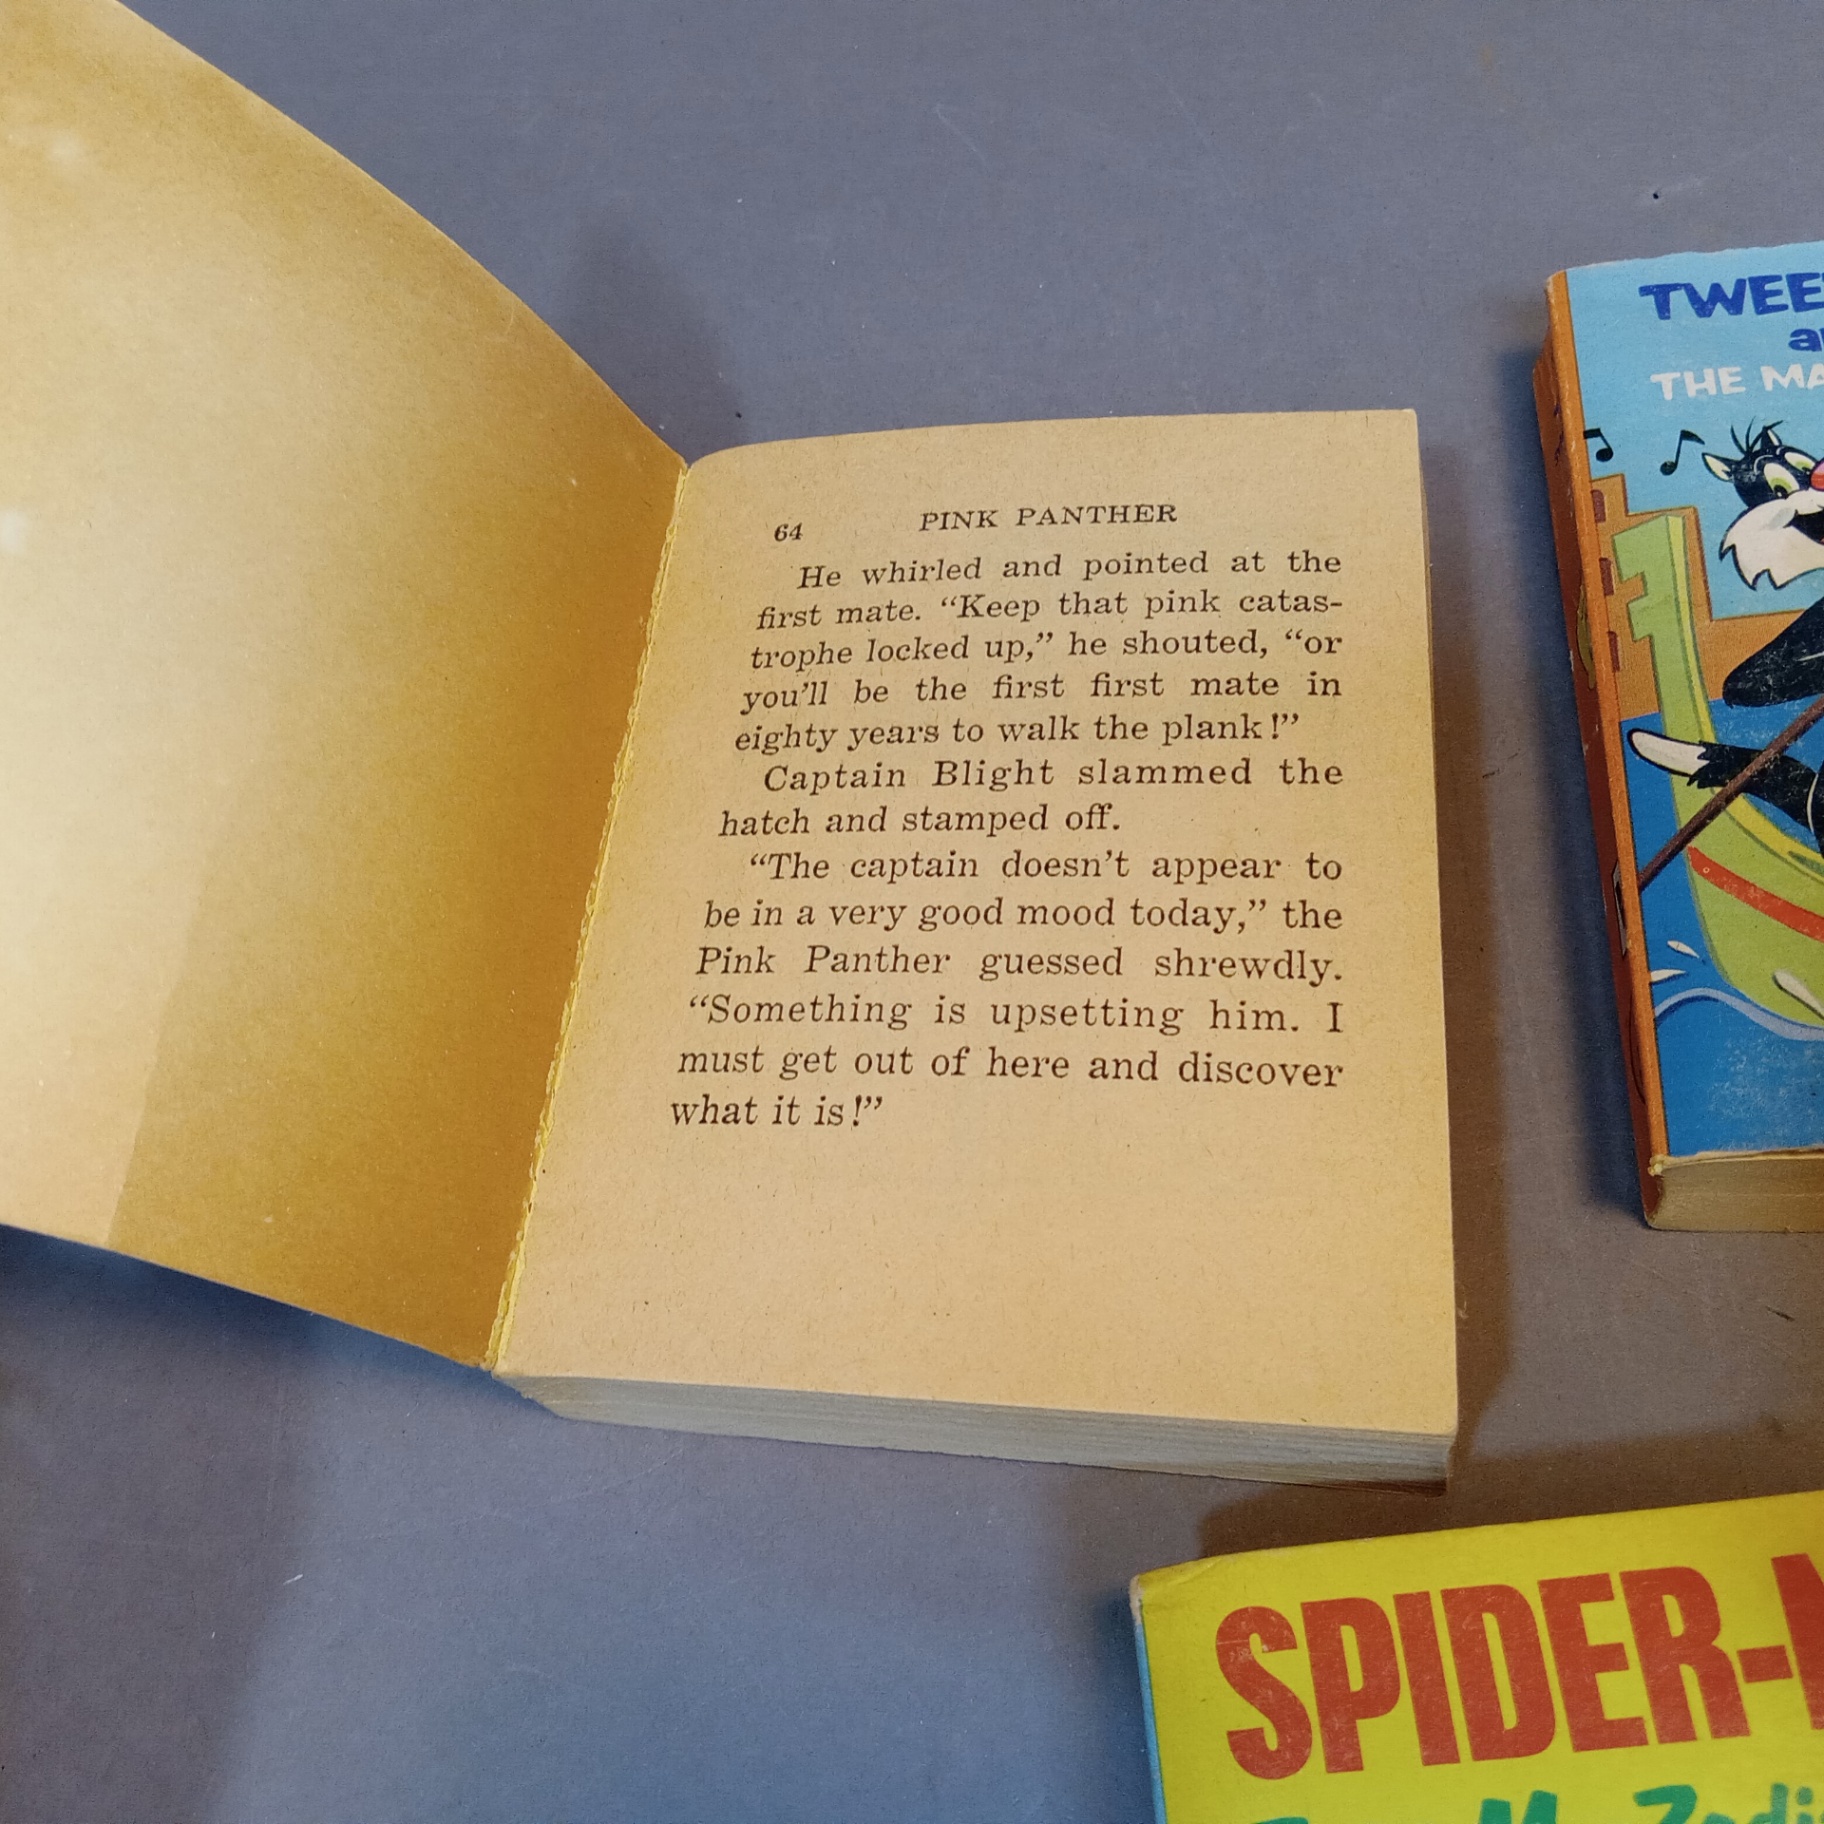 64 PINK PANTHER
He whirled and pointed at the
first mate. “Keep that pink catas-
trophe locked up,” he shouted, “or
you’ll be the first first mate in
eighty years to walk the plank!”
Captain Blight slammed the
hatch and stamped off.
“The captain doesn’t appear to
be in a very good mood today,” the
Pink Panther guessed shrewdly.
“Something is upsetting him. I
must get out of here and discover
what it is!”
TWEE
a
THE MA
SPIDER-M